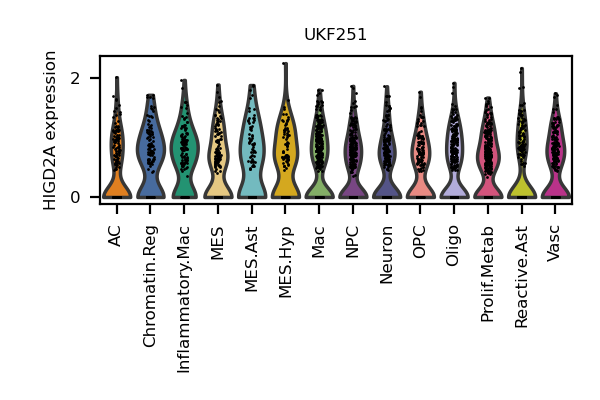 UKF251
HIGD2A expression
2
0
AC
Chromatin.Reg
Inflammatory.Mac
MES
MES.Ast
MES.Hyp
Mac
NPC
Neuron
OPC
Oligo
Prolif.Metab
Reactive.Ast
Vasc